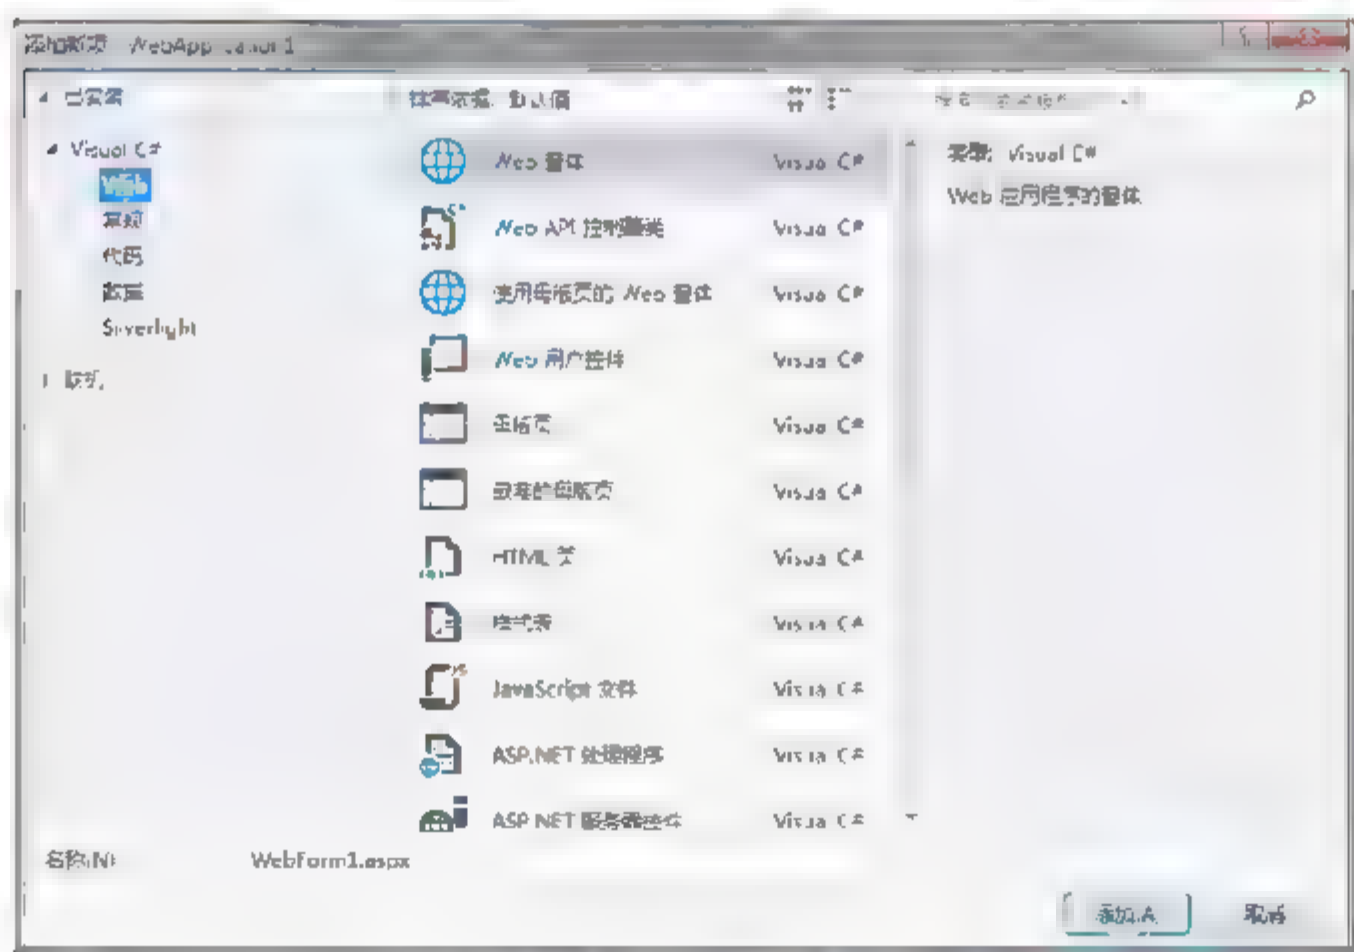 添加新项 - WebApplication1
已安装
排序依据: 默认值
Visual C#
Web
常规
代码
数据
Silverlight
联机
Web 窗体 Visual C#
Web API 控制器类 Visual C#
使用母版页的 Web 窗体 Visual C#
Web 用户控件 Visual C#
母版页 Visual C#
嵌套的母版页 Visual C#
HTML 页 Visual C#
样式表 Visual C#
JavaScript 文件 Visual C#
ASP.NET 处理程序 Visual C#
ASP.NET 服务器控件 Visual C#
类型: Visual C#
Web 应用程序的窗体
名称(N): WebForm1.aspx
添加(A)
取消